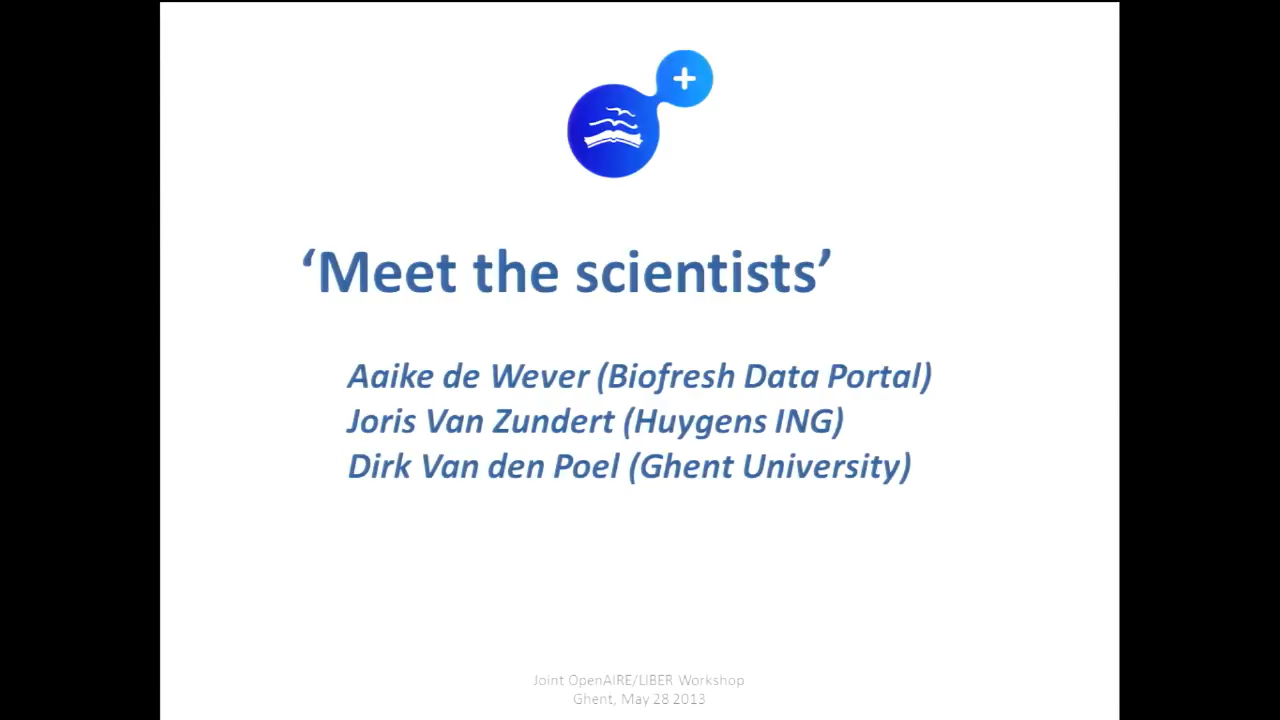 ‘Meet the scientists’
Aaike de Wever (Biofresh Data Portal)
Joris Van Zundert (Huygens ING)
Dirk Van den Poel (Ghent University)
Joint OpenAIRE/LIBER Workshop
Ghent, May 28 2013